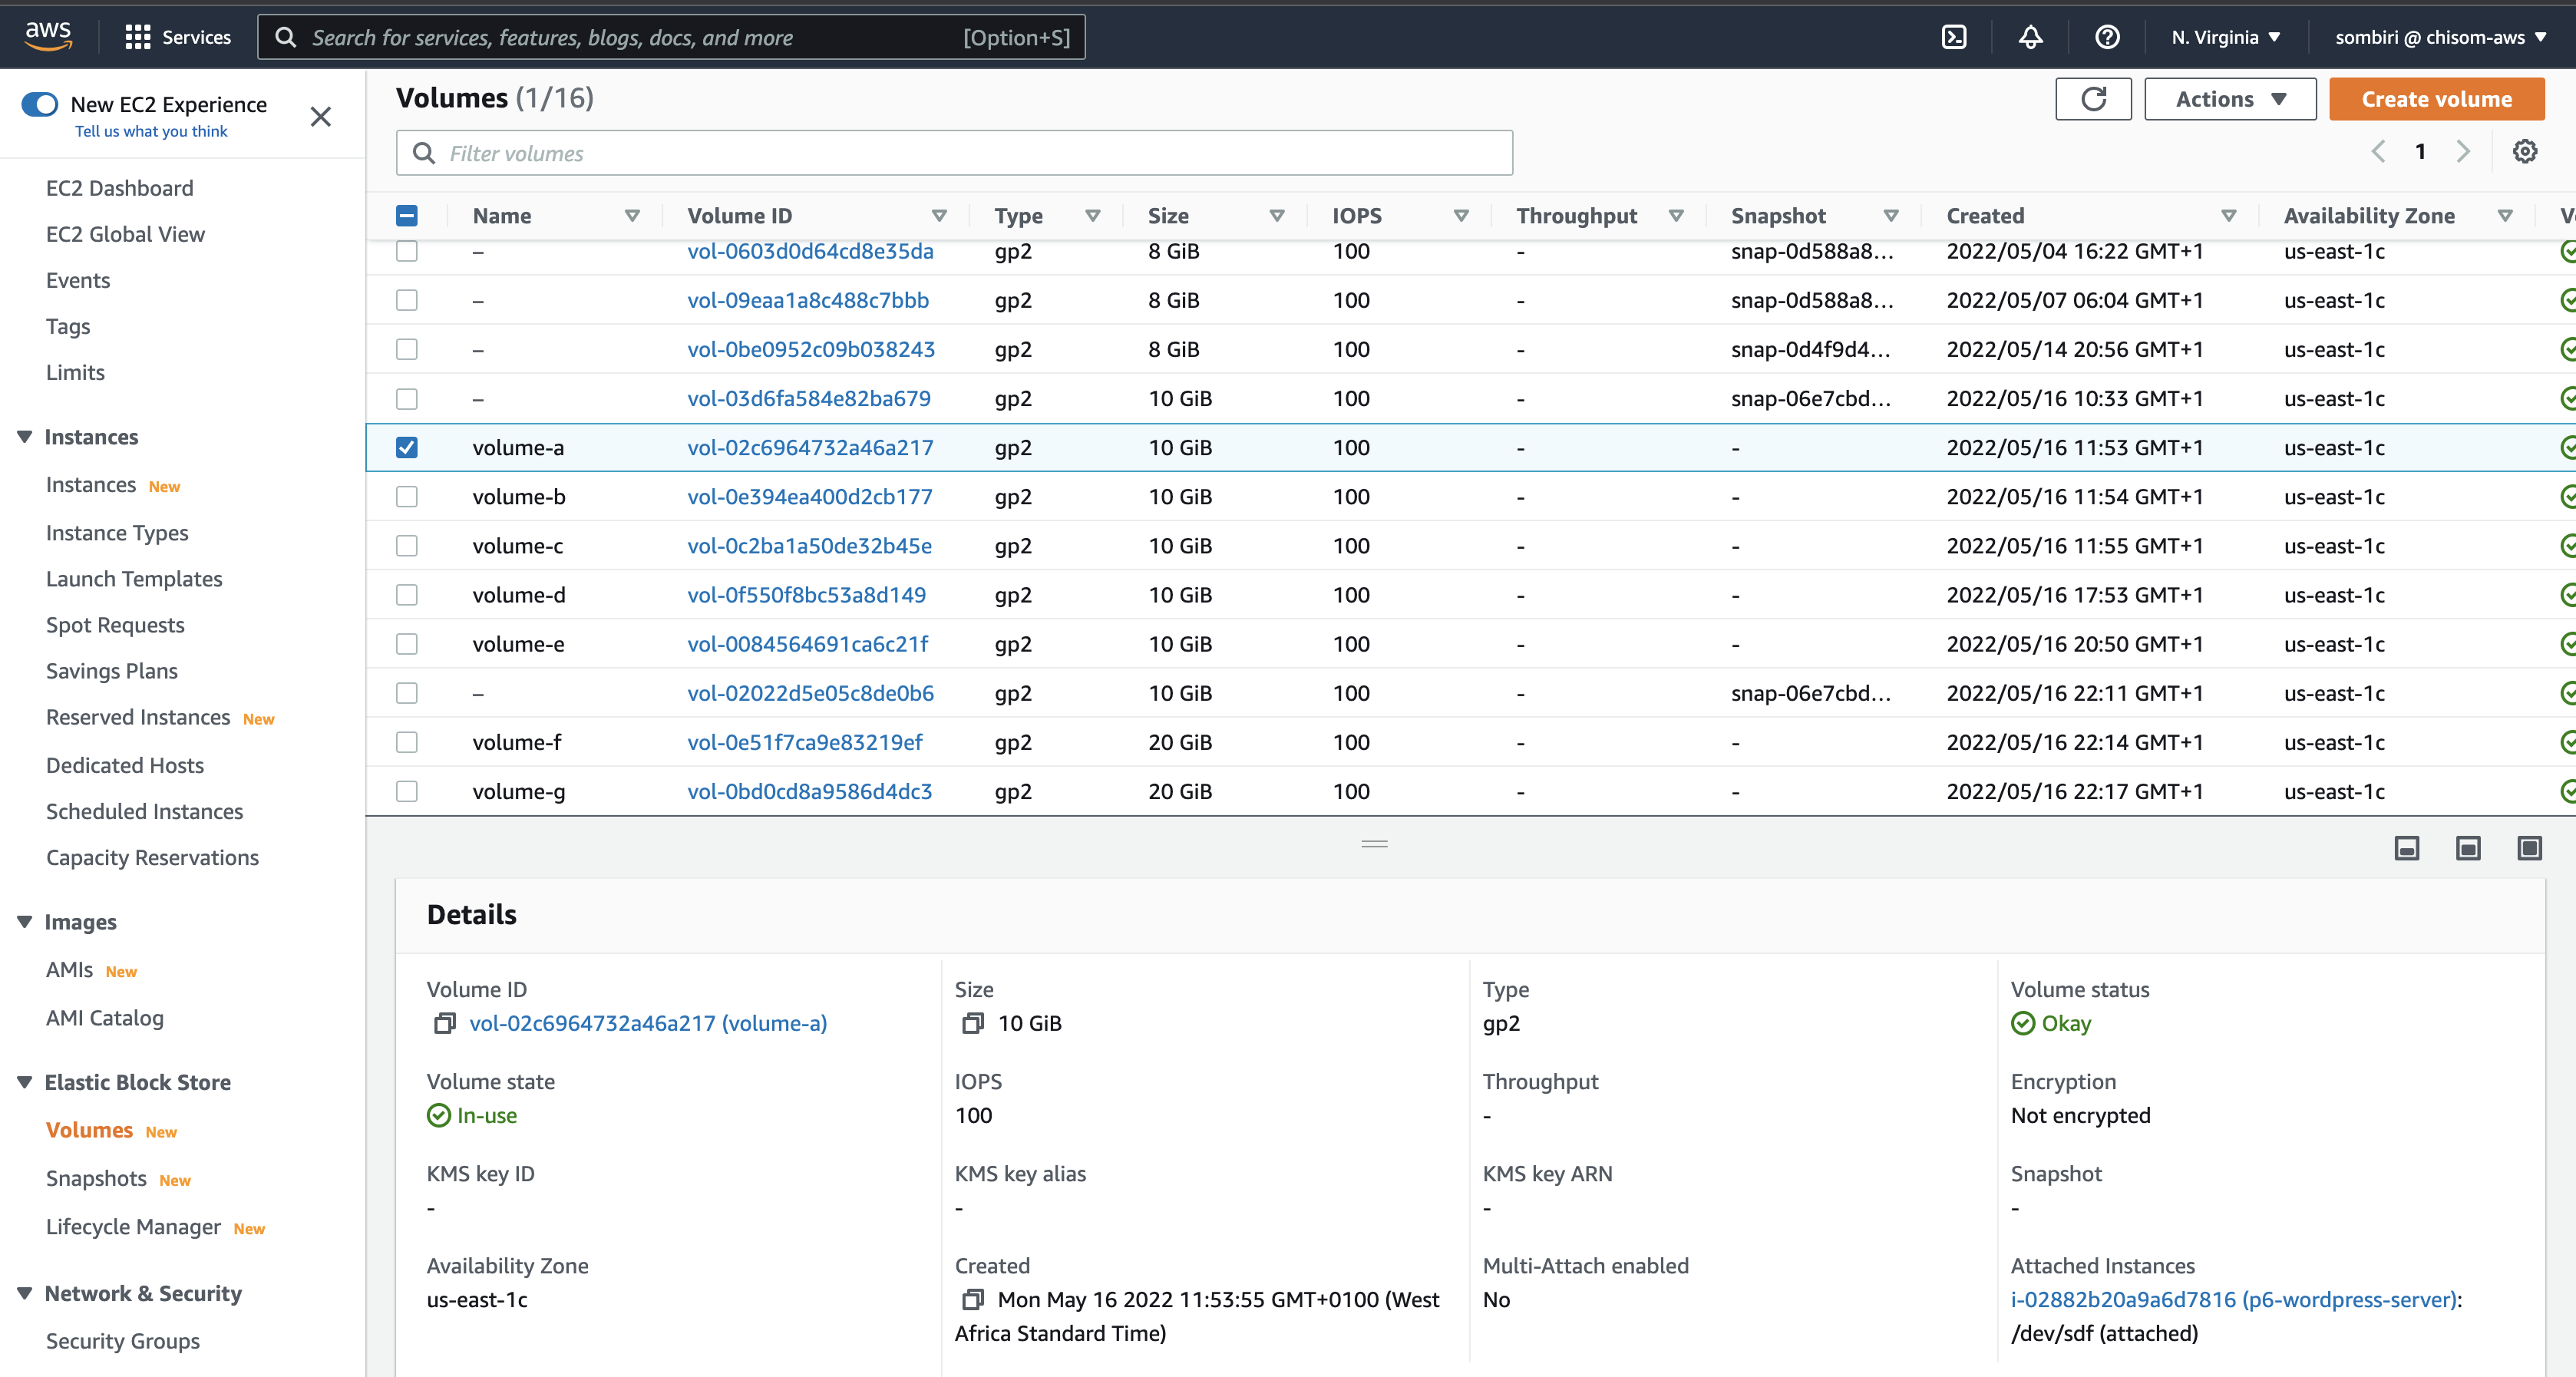 aws
Services
Search for services, features, blogs, docs, and more
[Option+S]
N. Virginia
sombiri @ chisom-aws
New EC2 Experience
Tell us what you think
EC2 Dashboard
EC2 Global View
Events
Tags
Limits
Instances
Instances New
Instance Types
Launch Templates
Spot Requests
Savings Plans
Reserved Instances New
Dedicated Hosts
Scheduled Instances
Capacity Reservations
Images
AMIs New
AMI Catalog
Elastic Block Store
Volumes New
Snapshots New
Lifecycle Manager New
Network & Security
Security Groups
Volumes (1/16)
Actions
Create volume
Filter volumes
1
Name Volume ID Type Size IOPS Throughput Snapshot Created Availability Zone
– vol-0603d0d64cd8e35da gp2 8 GiB 100 - snap-0d588a8... 2022/05/04 16:22 GMT+1 us-east-1c
– vol-09eaa1a8c488c7bbb gp2 8 GiB 100 - snap-0d588a8... 2022/05/07 06:04 GMT+1 us-east-1c
– vol-0be0952c09b038243 gp2 8 GiB 100 - snap-0d4f9d4... 2022/05/14 20:56 GMT+1 us-east-1c
– vol-03d6fa584e82ba679 gp2 10 GiB 100 - snap-06e7cbd... 2022/05/16 10:33 GMT+1 us-east-1c
volume-a vol-02c6964732a46a217 gp2 10 GiB 100 - - 2022/05/16 11:53 GMT+1 us-east-1c
volume-b vol-0e394ea400d2cb177 gp2 10 GiB 100 - - 2022/05/16 11:54 GMT+1 us-east-1c
volume-c vol-0c2ba1a50de32b45e gp2 10 GiB 100 - - 2022/05/16 11:55 GMT+1 us-east-1c
volume-d vol-0f550f8bc53a8d149 gp2 10 GiB 100 - - 2022/05/16 17:53 GMT+1 us-east-1c
volume-e vol-0084564691ca6c21f gp2 10 GiB 100 - - 2022/05/16 20:50 GMT+1 us-east-1c
– vol-02022d5e05c8de0b6 gp2 10 GiB 100 - snap-06e7cbd... 2022/05/16 22:11 GMT+1 us-east-1c
volume-f vol-0e51f7ca9e83219ef gp2 20 GiB 100 - - 2022/05/16 22:14 GMT+1 us-east-1c
volume-g vol-0bd0cd8a9586d4dc3 gp2 20 GiB 100 - - 2022/05/16 22:17 GMT+1 us-east-1c
Details
Volume ID
vol-02c6964732a46a217 (volume-a)
Size
10 GiB
Type
gp2
Volume status
Okay
Volume state
In-use
IOPS
100
Throughput
-
Encryption
Not encrypted
KMS key ID
-
KMS key alias
-
KMS key ARN
-
Snapshot
-
Availability Zone
us-east-1c
Created
Mon May 16 2022 11:53:55 GMT+0100 (West
Africa Standard Time)
Multi-Attach enabled
No
Attached Instances
i-02882b20a9a6d7816 (p6-wordpress-server):
/dev/sdf (attached)